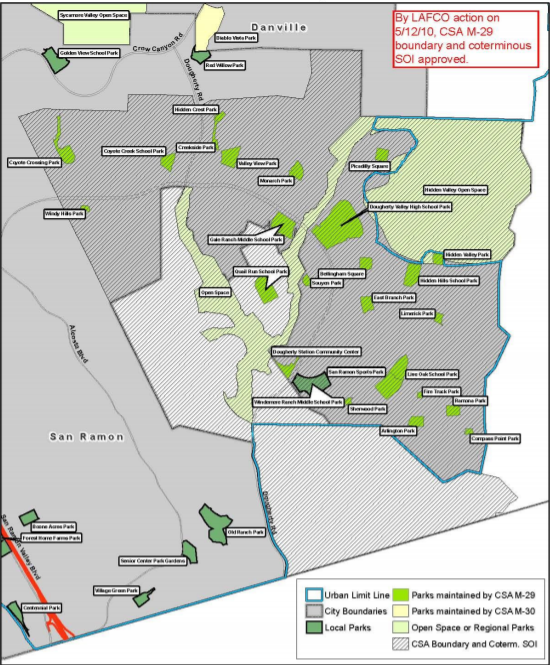 Sycamore Valley Open Space
Danville
By LAFCO action on
5/12/10, CSA M-29
boundary and coterminous
SOI approved.
Diablo Vista Park
Crow Canyon Rd
Golden View School Park
Red Willow Park
Dougherty Rd
Hidden Crest Park
Creekside Park
Coyote Creek School Park
Coyote Crossing Park
Valley View Park
Piccadilly Square
Monarch Park
Hidden Valley Open Space
Windy Hills Park
Dougherty Valley High School Park
Gale Ranch Middle School Park
Hidden Valley Park
Quail Run School Park
Bellingham Square
Souyen Park
Hidden Hills School Park
Open Space
East Branch Park
Limerick Park
Alcosta Blvd
Dougherty Station Community Center
San Ramon Sports Park
Live Oak School Park
Fire Truck Park
Windemere Ranch Middle School Park
Sherwood Park
Ramona Park
Arlington Park
Compass Point Park
San Ramon
Dougherty Rd
San Ramon Valley Blvd
Boone Acres Park
Forest Home Farms Park
Old Ranch Park
Senior Center Park Gardens
Village Green Park
Centennial Park
Urban Limit Line
City Boundaries
Local Parks
Parks maintained by CSA M-29
Parks maintained by CSA M-30
Open Space or Regional Parks
CSA Boundary and Coterm. SOI